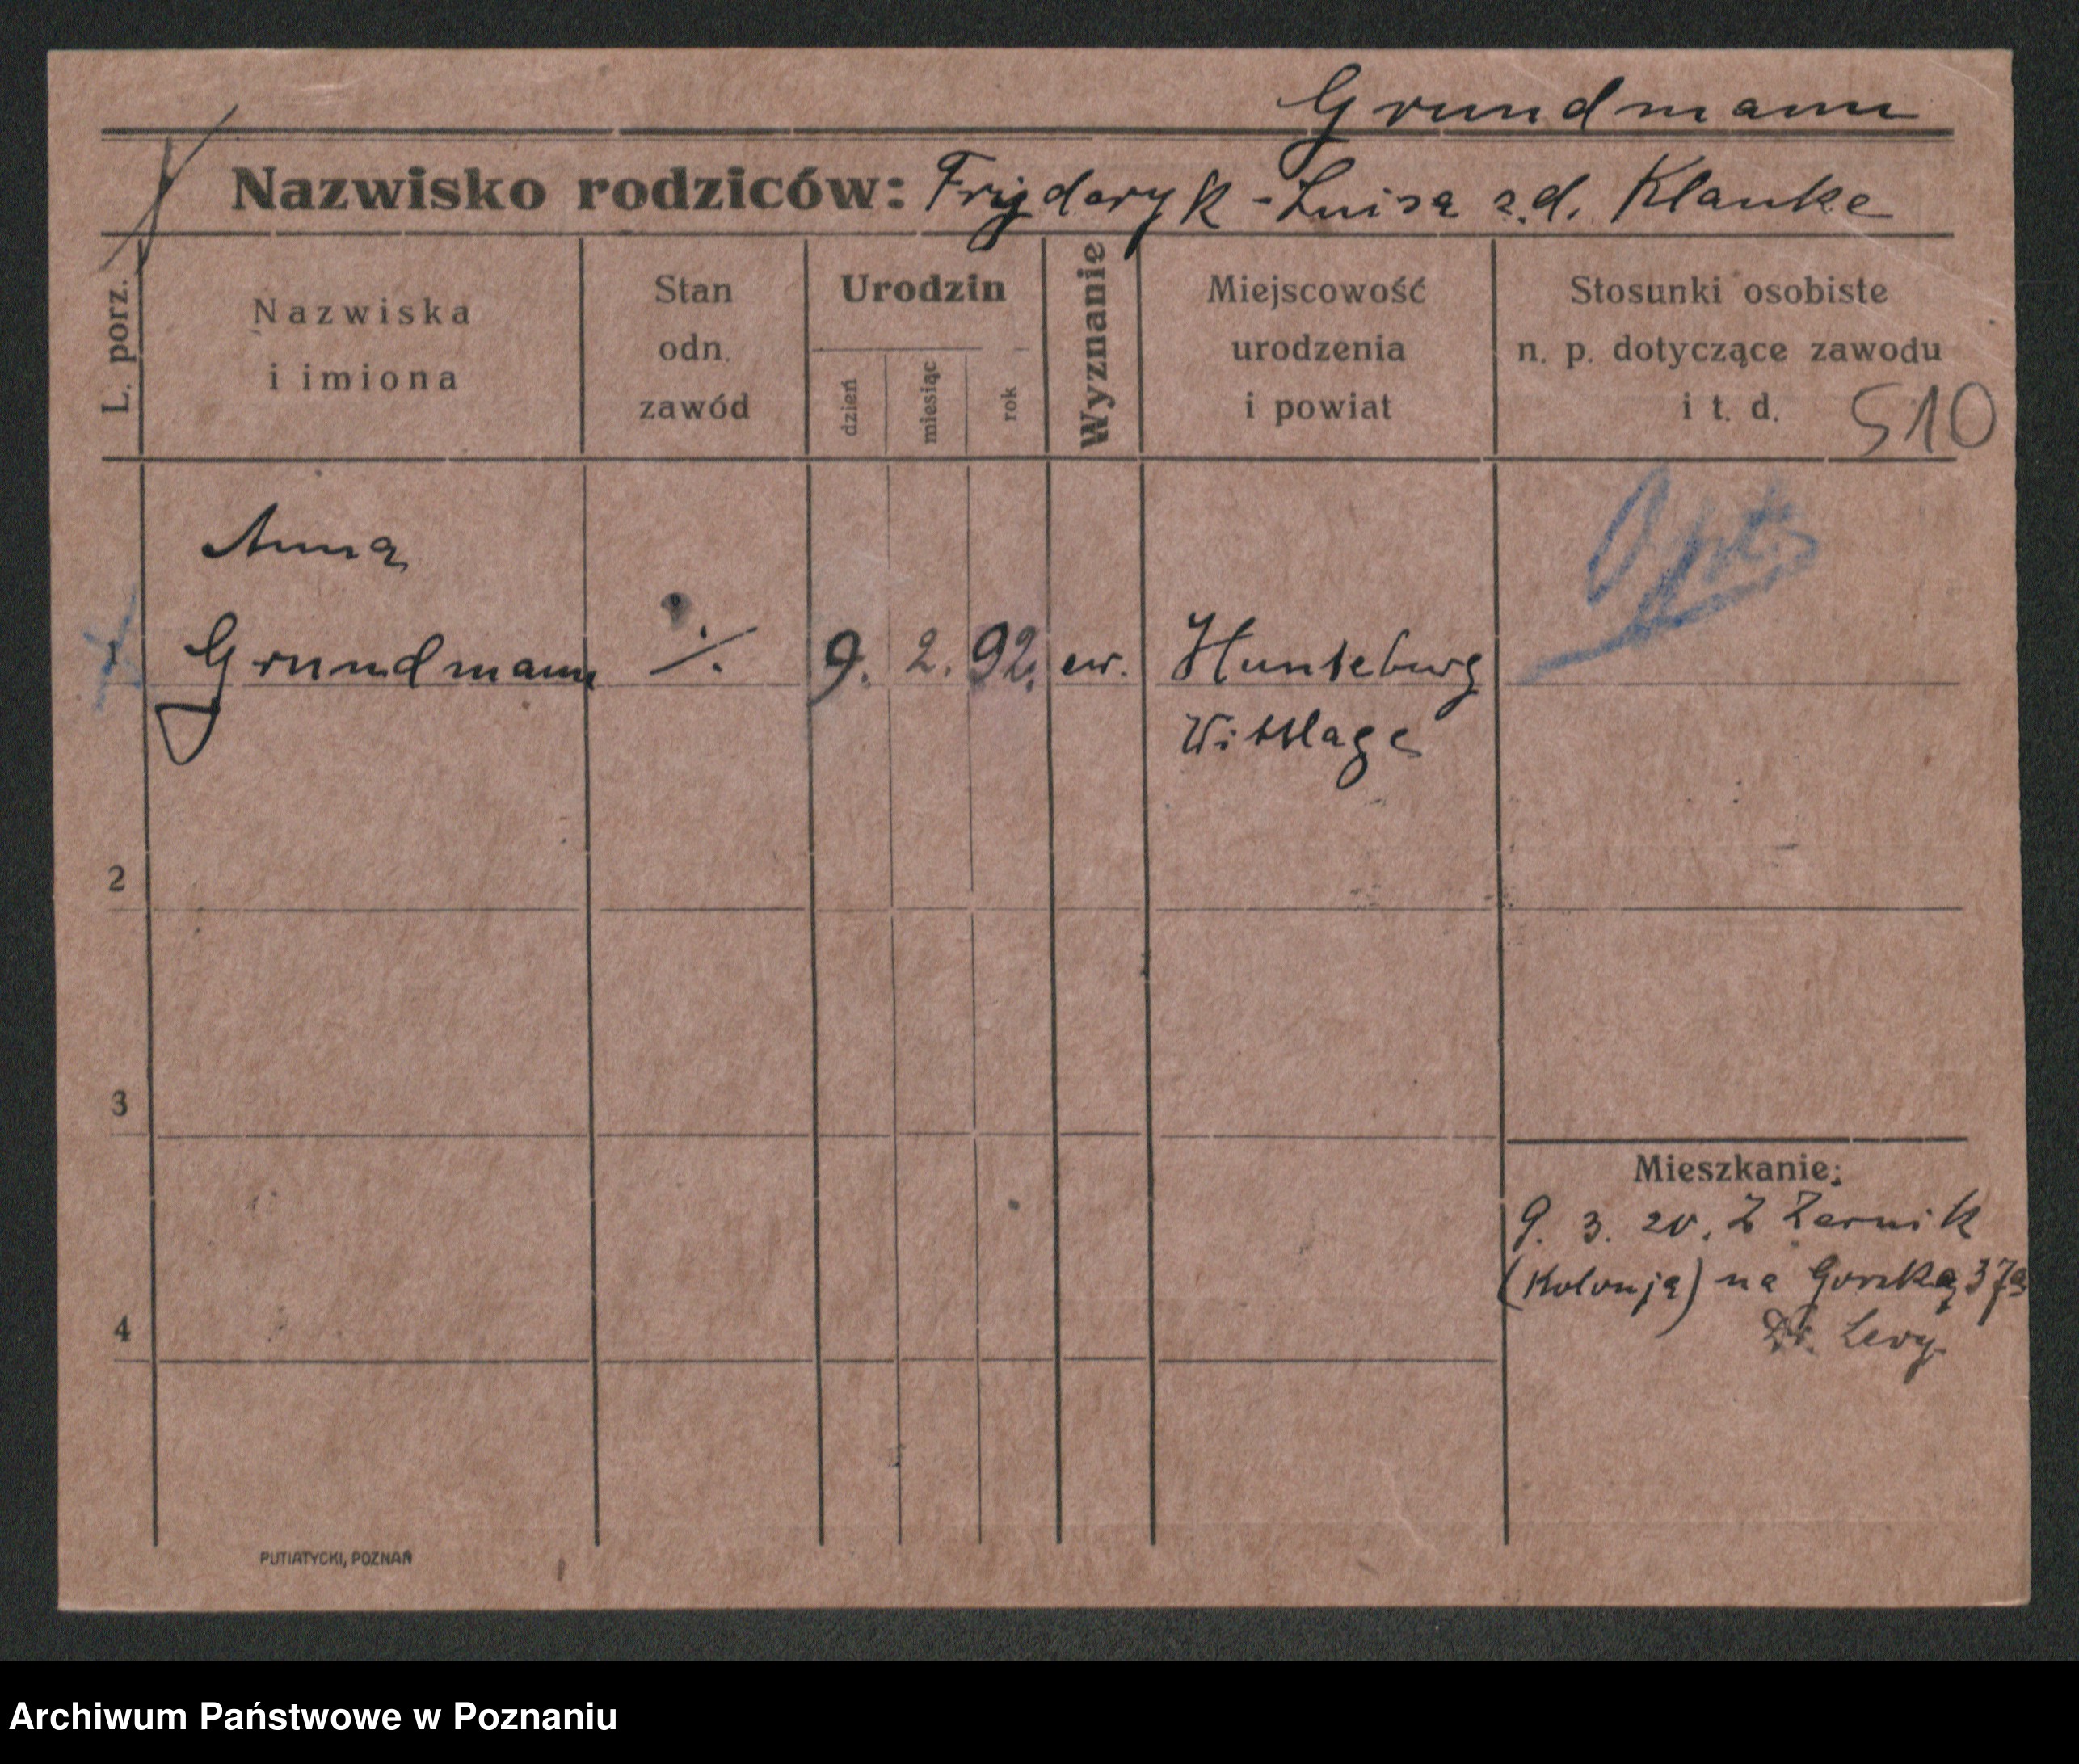 Grundmann
Nazwisko rodziców: Frydaryk - Luisa z.d. Klanke
L. porz.
Nazwiska
i imiona
Stan
odn.
zawód
Urodzin
dzień
miesiąc
rok
Wyznanie
Miejscowość
urodzenia
i powiat
Stosunki osobiste
n. p. dotyczące zawodu
i t. d.
510
Anna
1 Grundmann ./. 9. 2. 92. ew. Hunteburg
Wittlage
2
3
4
Mieszkanie:
9. 3. 20. Z Żernik
(Kolonja) na 37a
Dr. Levy
PUTIATYCKI, POZNAŃ
Archiwum Państwowe w Poznaniu